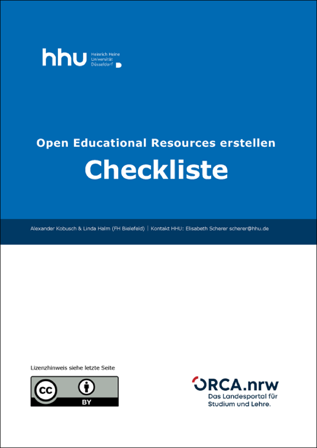 hhu
Heinrich Heine
Universität
Düsseldorf
Open Educational Resources erstellen
Checkliste
Alexander Kobusch & Linda Halm (FH Bielefeld) | Kontakt HHU: Elisabeth Scherer scherer@hhu.de
Lizenzhinweis siehe letzte Seite
cc
BY
ORCA.nrw
Das Landesportal für
Studium und Lehre.